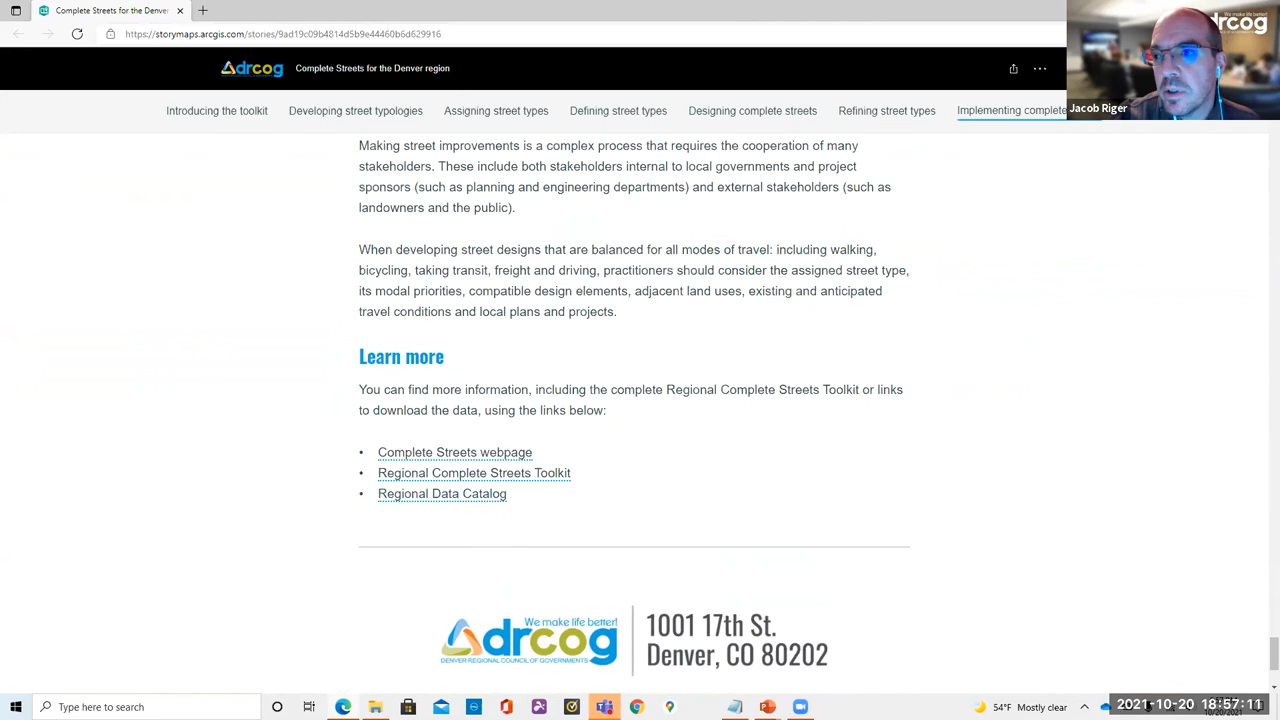 Complete Streets for the Denver
https://storymaps.arcgis.com/stories/9ad19c09b4814d5b9e44460b6d629916
drcog
Complete Streets for the Denver region
We make life better!
rcog
Jacob Riger
Introducing the toolkit
Developing street typologies
Assigning street types
Defining street types
Designing complete streets
Refining street types
Implementing complete
Making street improvements is a complex process that requires the cooperation of many
stakeholders. These include both stakeholders internal to local governments and project
sponsors (such as planning and engineering departments) and external stakeholders (such as
landowners and the public).
When developing street designs that are balanced for all modes of travel: including walking,
bicycling, taking transit, freight and driving, practitioners should consider the assigned street type,
its modal priorities, compatible design elements, adjacent land uses, existing and anticipated
travel conditions and local plans and projects.
Learn more
You can find more information, including the complete Regional Complete Streets Toolkit or links
to download the data, using the links below:
• Complete Streets webpage
• Regional Complete Streets Toolkit
• Regional Data Catalog
We make life better!
drcog
DENVER REGIONAL COUNCIL OF GOVERNMENTS
1001 17th St.
Denver, CO 80202
Type here to search
54°F Mostly clear
2021-10-20 18:57:11